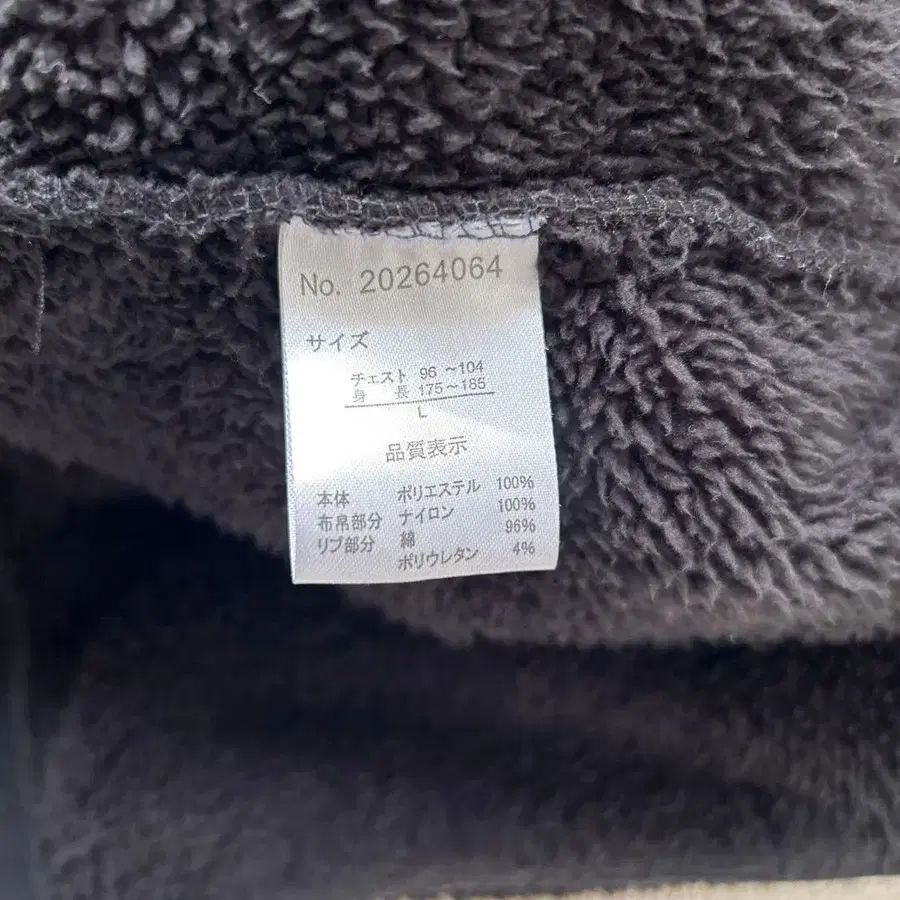 No. 20264064
サイズ
チェスト 96 ～104
身 長 175～185
L
品質表示
本体 ポリエステル 100%
布帛部分 ナイロン 100%
リブ部分 綿 96%
ポリウレタン 4%